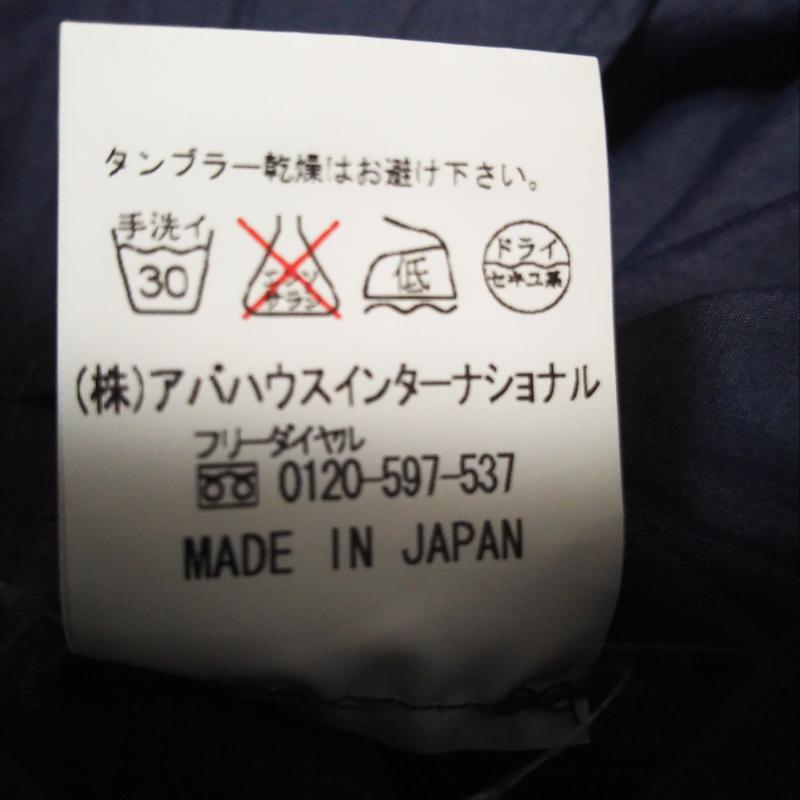 タンブラー乾燥はお避け下さい。
手洗イ
30
エンソ
サラシ
低
ドライ
セキユ系
(株)アバハウスインターナショナル
フリーダイヤル
0120-597-537
MADE IN JAPAN